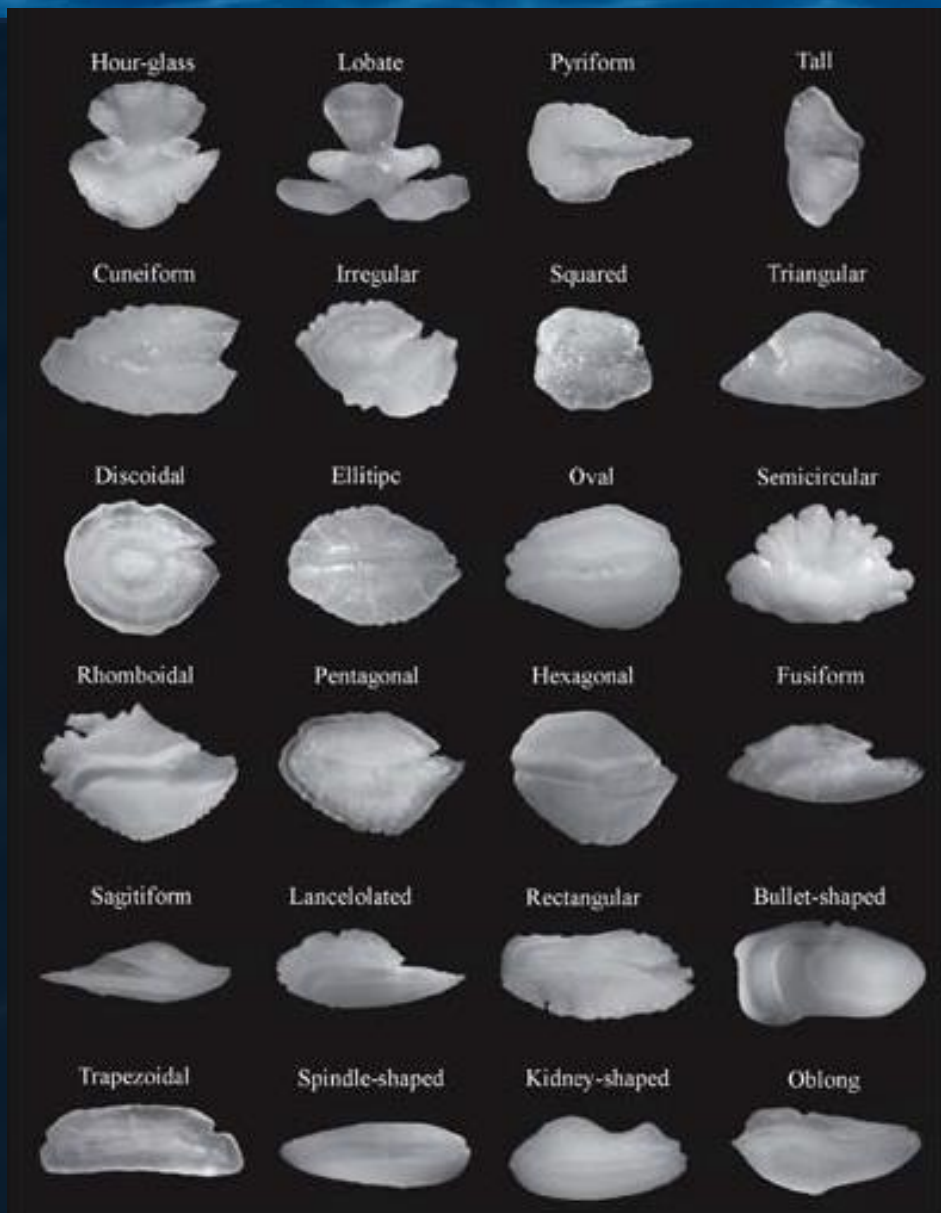 Hour-glass Lobate Pyriform Tall
Cuneiform Irregular Squared Triangular
Discoidal Ellitipc Oval Semicircular
Rhomboidal Pentagonal Hexagonal Fusiform
Sagitiform Lancelolated Rectangular Bullet-shaped
Trapezoidal Spindle-shaped Kidney-shaped Oblong